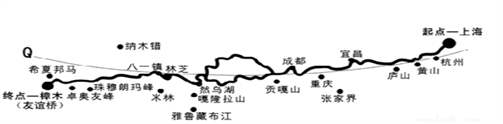 起点—上海
纳木错
Q
希夏邦马
八一镇
林芝
成都
宜昌
杭州
黄山
庐山
然乌湖
贡嘎山
重庆
张家界
珠穆朗玛峰
米林
嘎隆拉山
终点—樟木
(友谊桥)
卓奥友峰
雅鲁藏布江